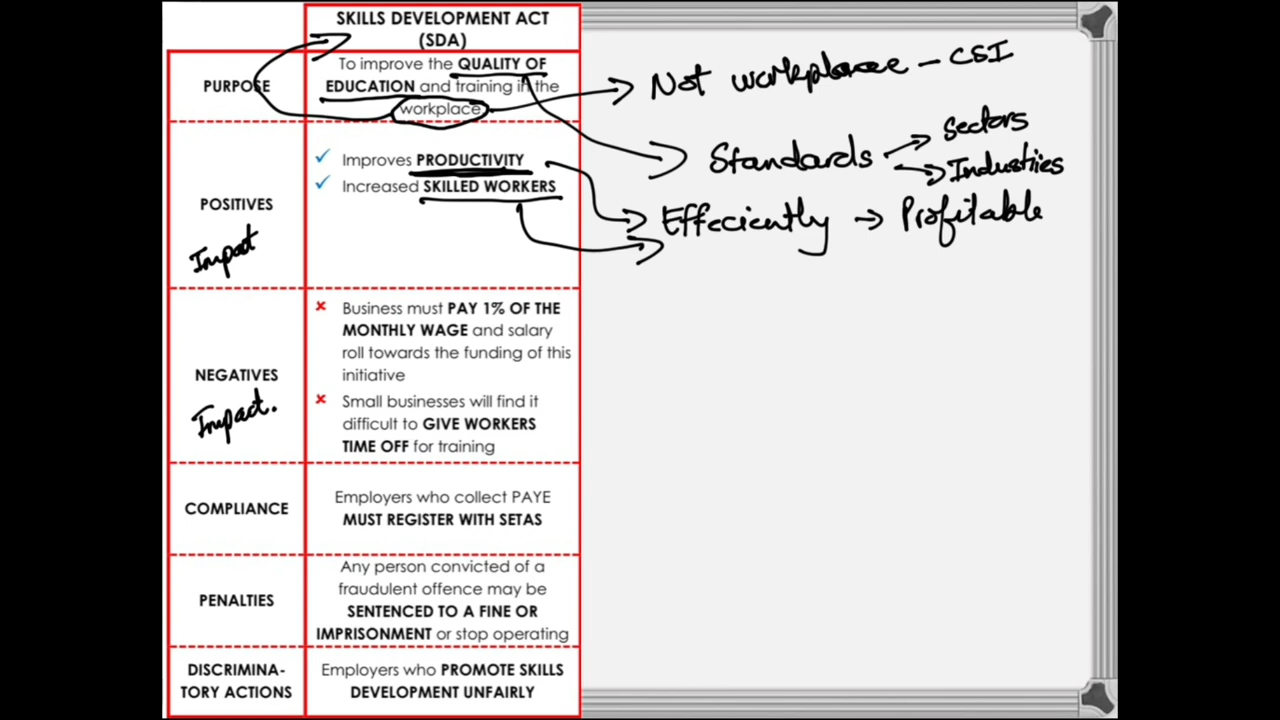 SKILLS DEVELOPMENT ACT
(SDA)
PURPOSE
To improve the QUALITY OF
EDUCATION and training in the
workplace
Not workplace – CSI
Standards
Sectors
Industries
POSITIVES
Impact
Improves PRODUCTIVITY
Increased SKILLED WORKERS
Effeciently → Profitable
NEGATIVES
Impact.
Business must PAY 1% OF THE
MONTHLY WAGE and salary
roll towards the funding of this
initiative
Small businesses will find it
difficult to GIVE WORKERS
TIME OFF for training
COMPLIANCE
Employers who collect PAYE
MUST REGISTER WITH SETAS
PENALTIES
Any person convicted of a
fraudulent offence may be
SENTENCED TO A FINE OR
IMPRISONMENT or stop operating
DISCRIMINA-
TORY ACTIONS
Employers who PROMOTE SKILLS
DEVELOPMENT UNFAIRLY